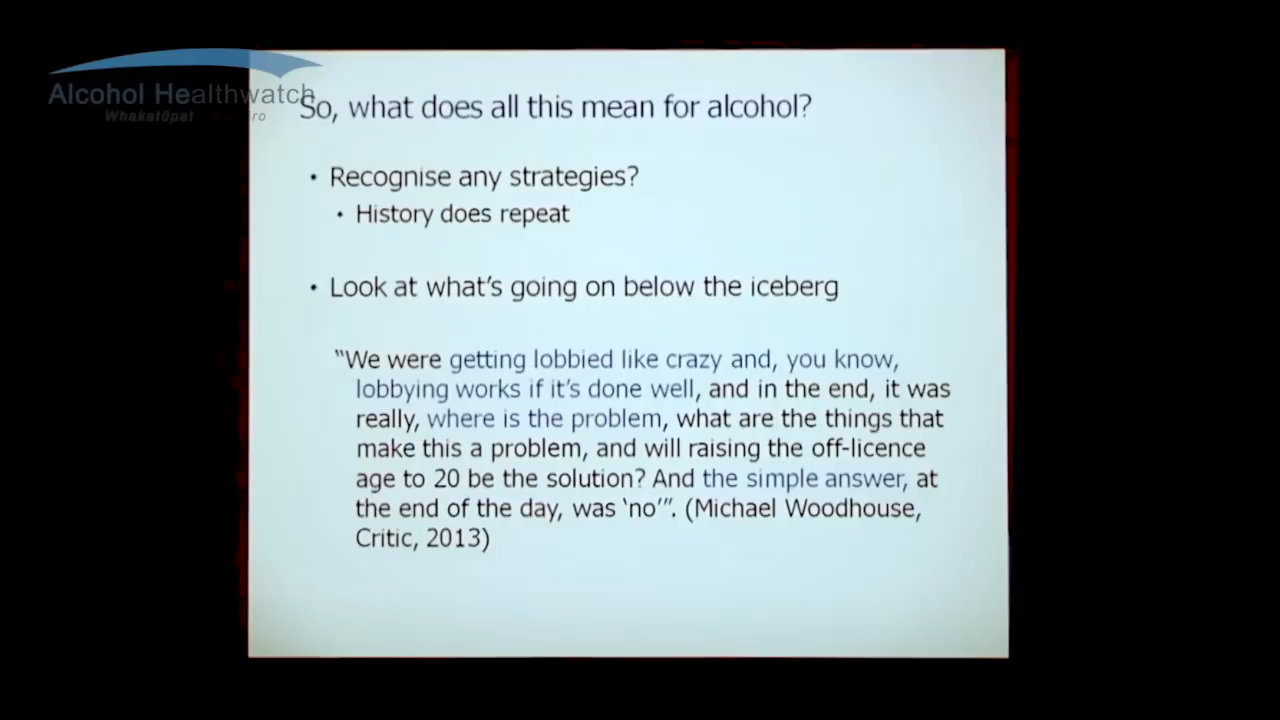 Alcohol Healthwatch
Whakatūpat
ro
So, what does all this mean for alcohol?
• Recognise any strategies?
• History does repeat
• Look at what's going on below the iceberg
"We were getting lobbied like crazy and, you know,
lobbying works if it's done well, and in the end, it was
really, where is the problem, what are the things that
make this a problem, and will raising the off-licence
age to 20 be the solution? And the simple answer, at
the end of the day, was 'no'". (Michael Woodhouse,
Critic, 2013)